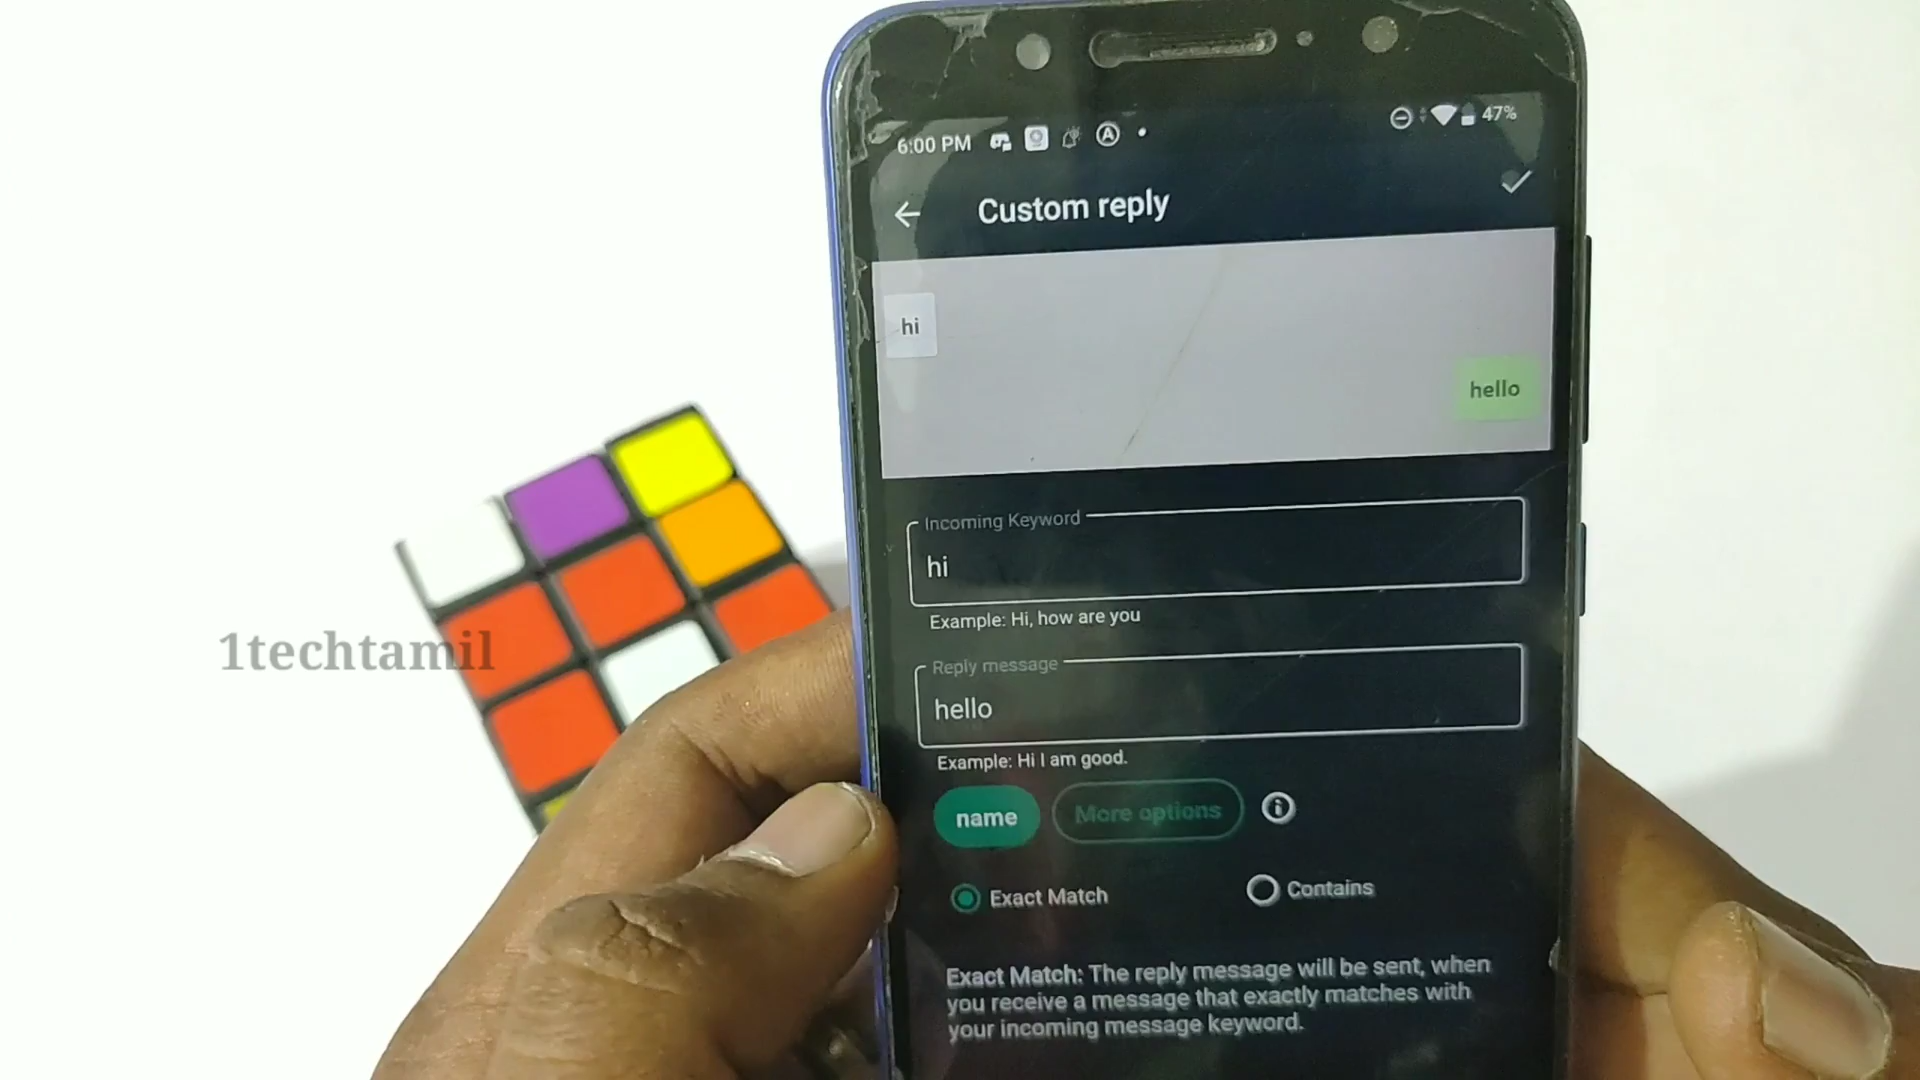 6:00 PM
47%
Custom reply
hi
hello
Incoming Keyword
hi
Example: Hi, how are you
Reply message
hello
Example: Hi I am good.
name More options
Exact Match Contains
Exact Match: The reply message will be sent, when
you receive a message that exactly matches with
your incoming message keyword.
1techtamil